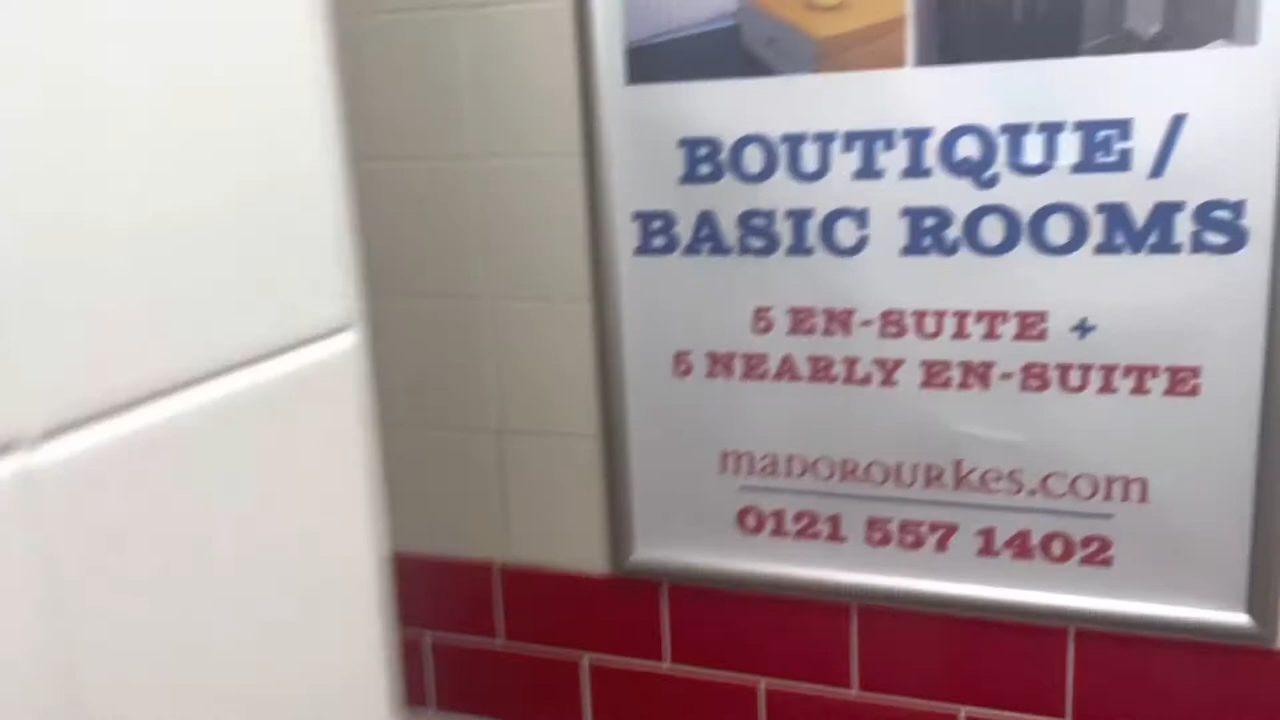 BOUTIQUE/
BASIC ROOMS
5 EN-SUITE +
5 NEARLY EN-SUITE
madorourkes.com
0121 557 1402